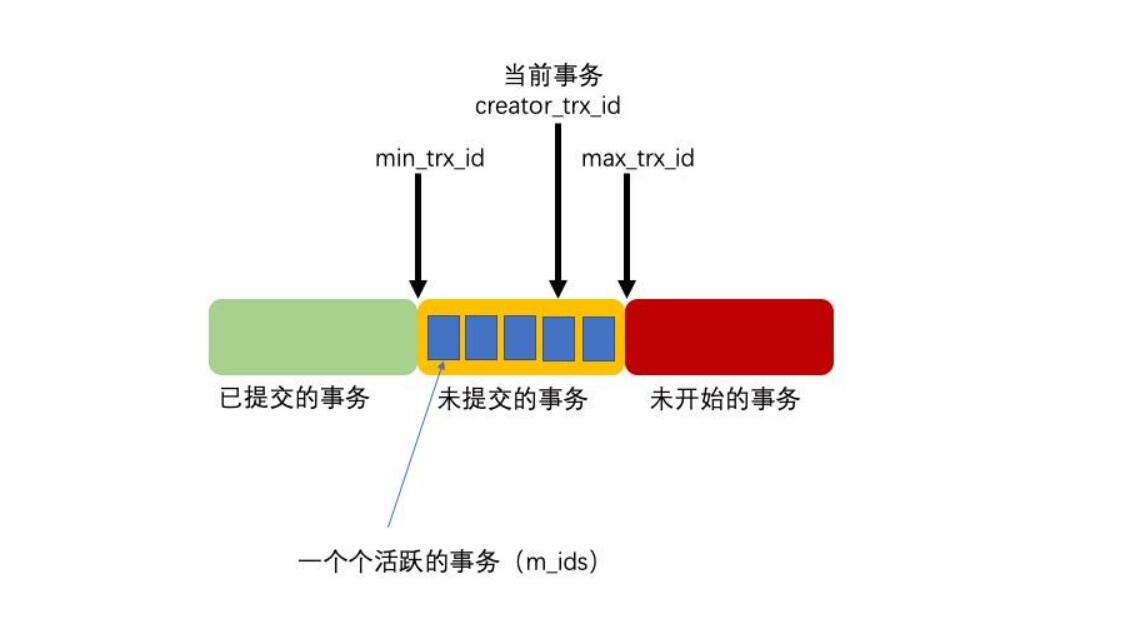 当前事务
creator_trx_id
min_trx_id
max_trx_id
已提交的事务
未提交的事务
未开始的事务
一个个活跃的事务（m_ids）